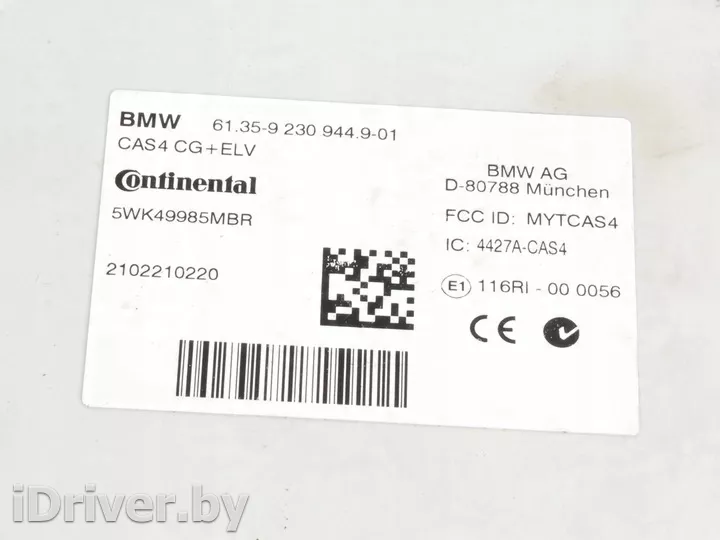 BMW 61.35-9 230 944.9-01
CAS4 CG+ELV
Continental
5WK49985MBR
2102210220
BMW AG
D-80788 München
FCC ID: MYTCAS4
IC: 4427A-CAS4
E1 116RI - 00 0056
CE
iDriver.by